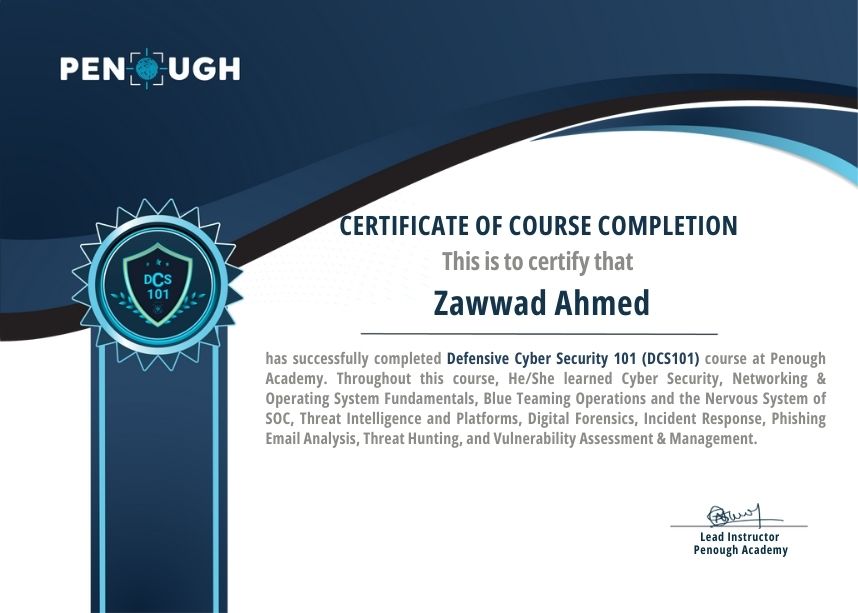 PENOUGH
CERTIFICATE OF COURSE COMPLETION
This is to certify that
Zawwad Ahmed
DCS
101
has successfully completed Defensive Cyber Security 101 (DCS101) course at Penough
Academy. Throughout this course, He/She learned Cyber Security, Networking &
Operating System Fundamentals, Blue Teaming Operations and the Nervous System of
SOC, Threat Intelligence and Platforms, Digital Forensics, Incident Response, Phishing
Email Analysis, Threat Hunting, and Vulnerability Assessment & Management.
Lead Instructor
Penough Academy